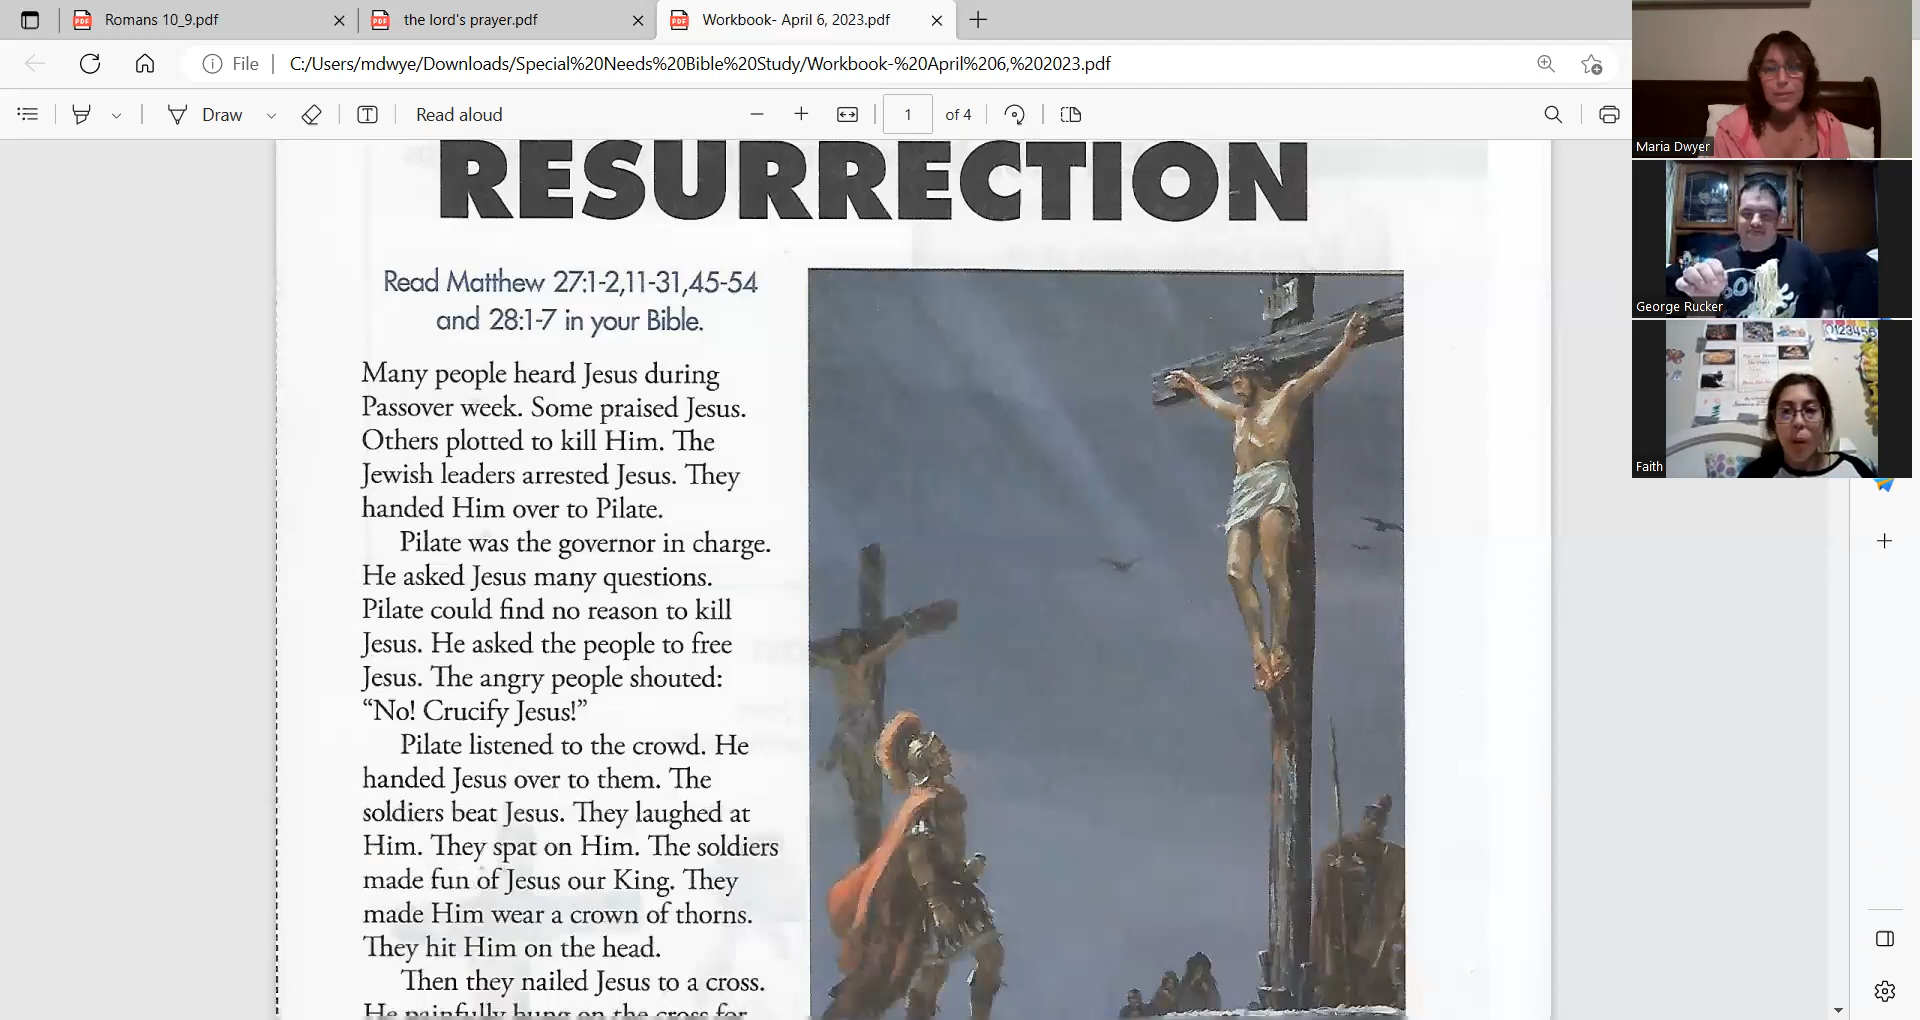 Romans 10_9.pdf
the lord's prayer.pdf
Workbook- April 6, 2023.pdf
File
C:/Users/mdwye/Downloads/Special%20Needs%20Bible%20Study/Workbook-%20April%206,%202023.pdf
Draw
Read aloud
1
of 4
RESURRECTION
Read Matthew 27:1-2,11-31,45-54
and 28:1-7 in your Bible.
Many people heard Jesus during
Passover week. Some praised Jesus.
Others plotted to kill Him. The
Jewish leaders arrested Jesus. They
handed Him over to Pilate.
Pilate was the governor in charge.
He asked Jesus many questions.
Pilate could find no reason to kill
Jesus. He asked the people to free
Jesus. The angry people shouted:
“No! Crucify Jesus!”
Pilate listened to the crowd. He
handed Jesus over to them. The
soldiers beat Jesus. They laughed at
Him. They spat on Him. The soldiers
made fun of Jesus our King. They
made Him wear a crown of thorns.
They hit Him on the head.
Then they nailed Jesus to a cross.
He painfully hung on the cross for
Maria Dwyer
George Rucker
Faith